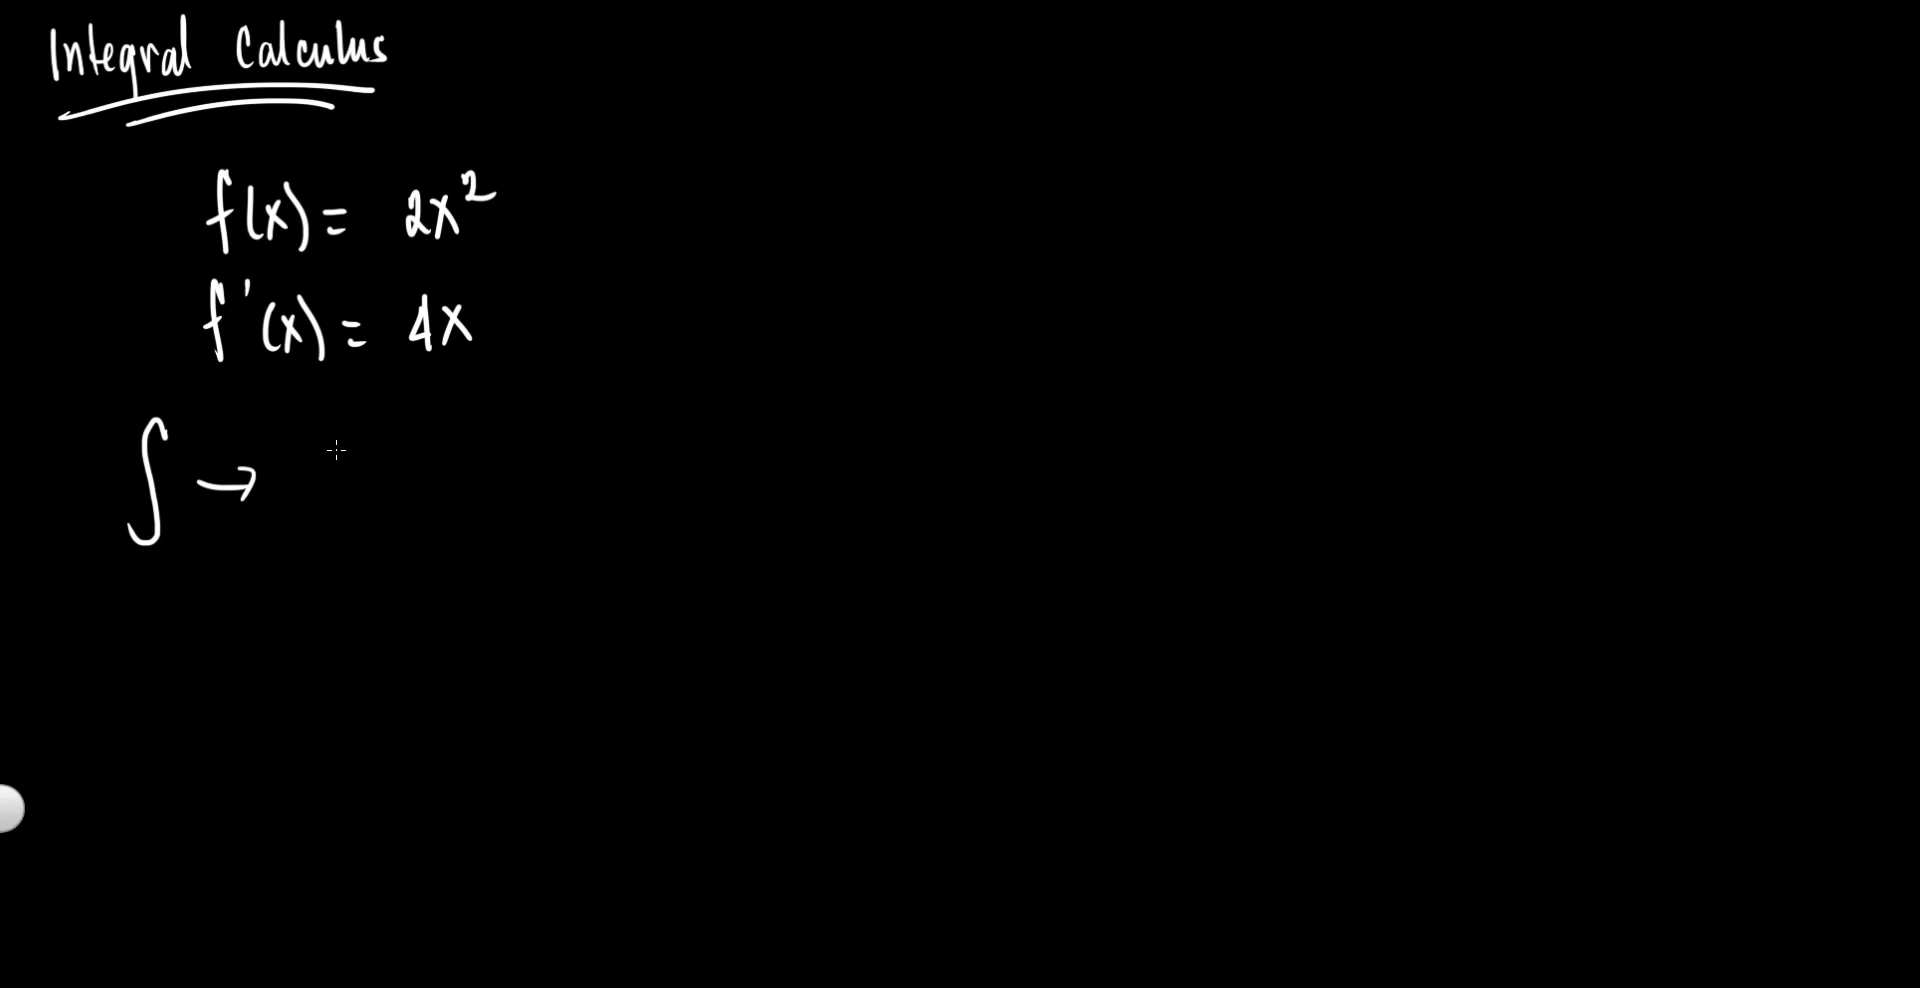 Integral Calculus
f(x) = 2x²
f'(x) = 4x
∫ →